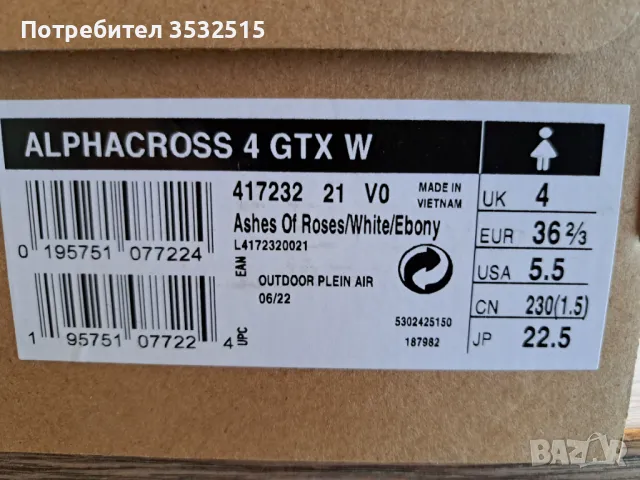 Потребител 3532515
ALPHACROSS 4 GTX W
417232 21 V0
MADE IN
VIETNAM
Ashes Of Roses/White/Ebony
L4172320021
0 195751 077224
EAN
OUTDOOR PLEIN AIR
06/22
1 95751 07722 4
UPC
5302425150
187982
UK 4
EUR 36 2/3
USA 5.5
CN 230(1.5)
JP 22.5
BAZAR